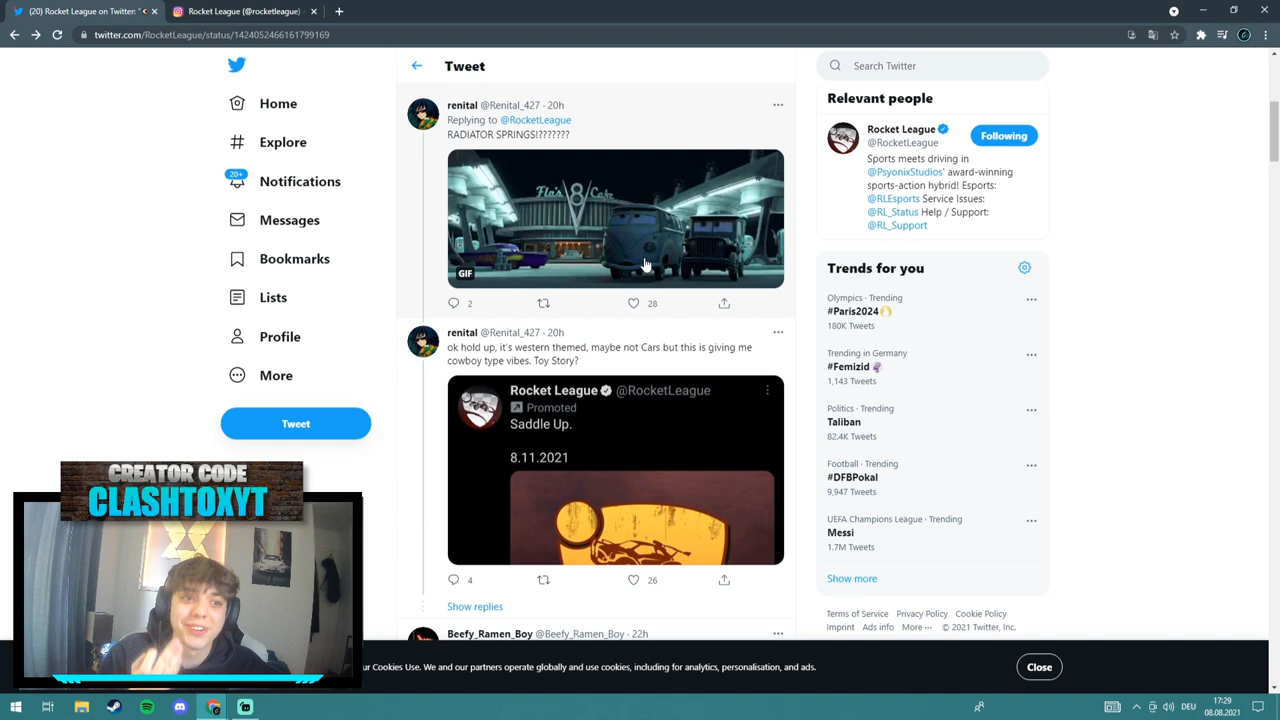 (20) Rocket League on Twitter: "
Rocket League (@rocketleague) ·
twitter.com/RocketLeague/status/1424052466161799169
Home
Explore
20+
Notifications
Messages
Bookmarks
Lists
Profile
More
Tweet
Tweet
renital @Renital_427 · 20h
Replying to @RocketLeague
RADIATOR SPRINGS!???????
Flo's V8 Cafe
GIF
2
28
renital @Renital_427 · 20h
ok hold up, it's western themed, maybe not Cars but this is giving me
cowboy type vibes. Toy Story?
Rocket League @RocketLeague
Promoted
Saddle Up.
8.11.2021
4
26
Show replies
Beefy_Ramen_Boy @Beefy_Ramen_Boy · 22h
Search Twitter
Relevant people
Rocket League
@RocketLeague
Following
Sports meets driving in
@PsyonixStudios' award-winning
sports-action hybrid! Esports:
@RLEsports Service Issues:
@RL_Status Help / Support:
@RL_Support
Trends for you
Olympics · Trending
#Paris2024
180K Tweets
Trending in Germany
#Femizid
1,143 Tweets
Politics · Trending
Taliban
82.4K Tweets
Football · Trending
#DFBPokal
9,947 Tweets
UEFA Champions League · Trending
Messi
1.7M Tweets
Show more
Terms of Service Privacy Policy Cookie Policy
Imprint Ads info More ··· © 2021 Twitter, Inc.
CREATOR CODE
CLASHTOXYT
ur Cookies Use. We and our partners operate globally and use cookies, including for analytics, personalisation, and ads.
Close
DEU
17:29
08.08.2021